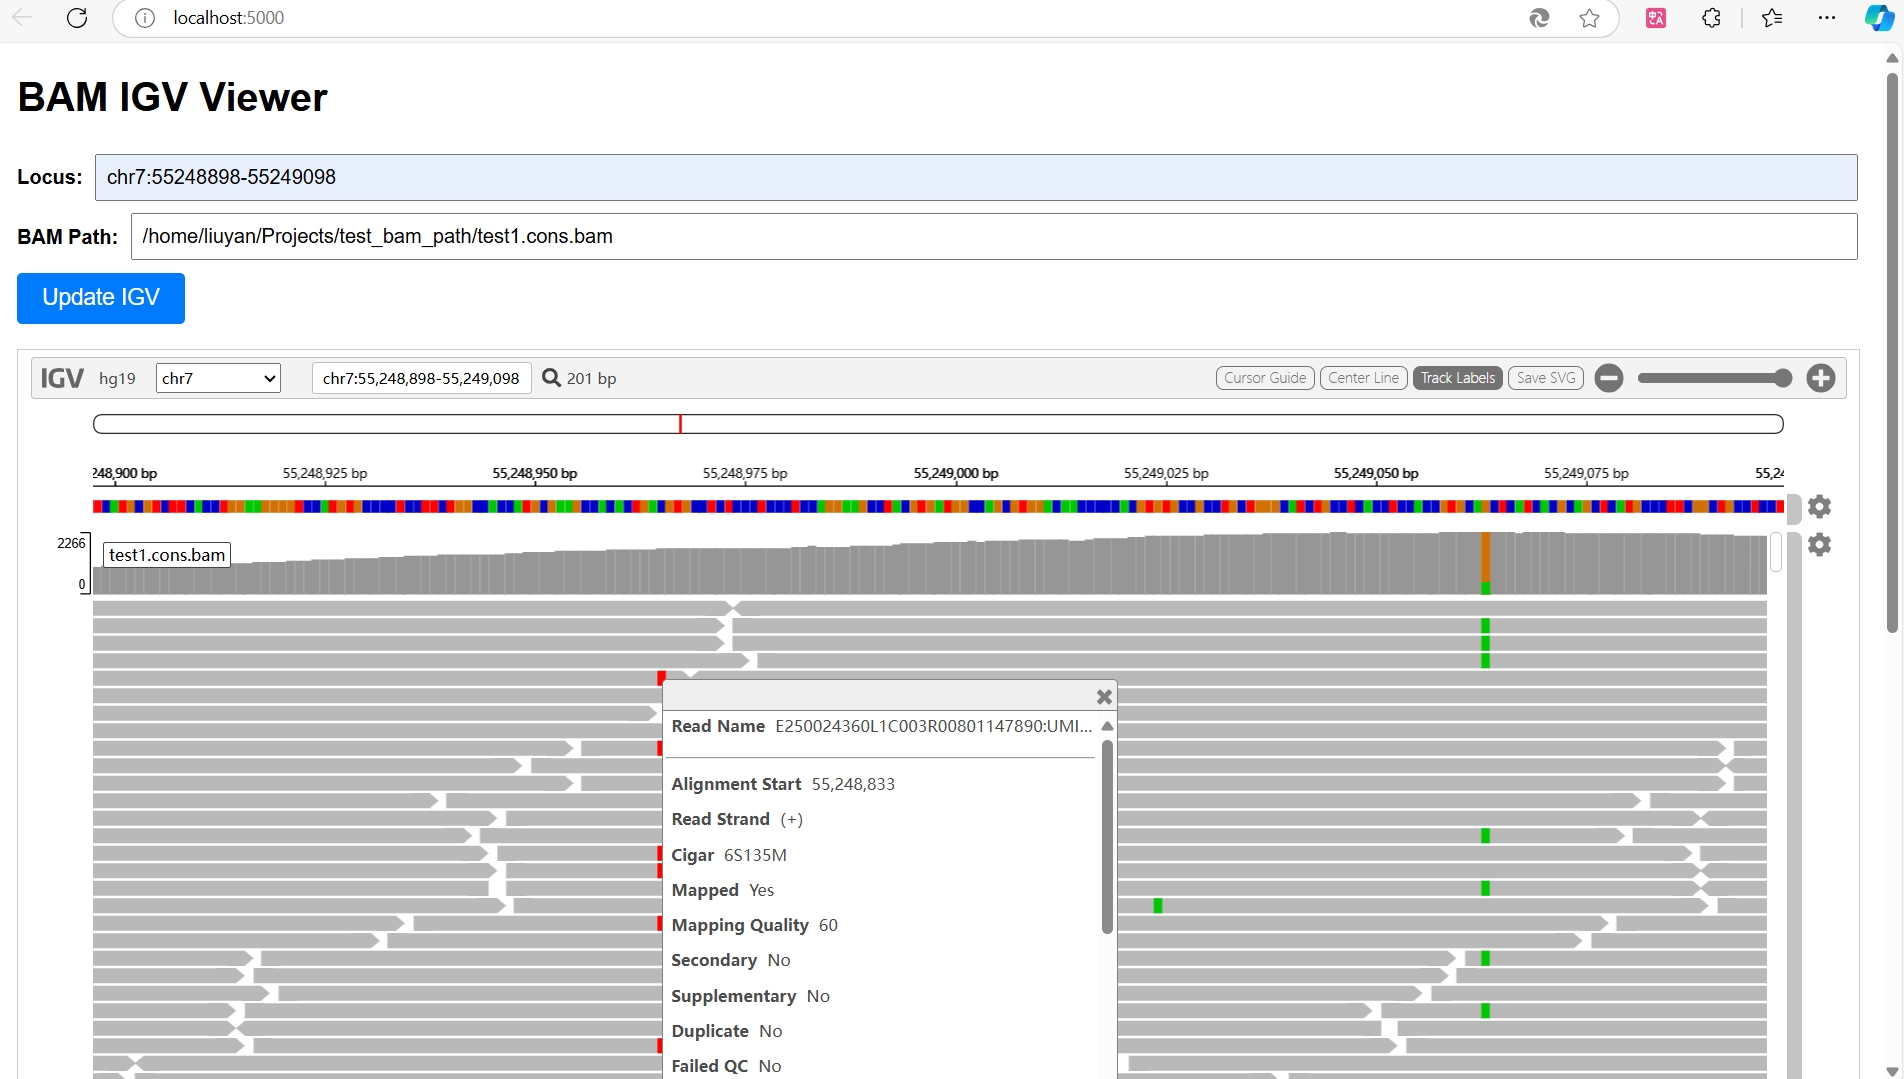 localhost:5000
BAM IGV Viewer
Locus: chr7:55248898-55249098
BAM Path: /home/liuyan/Projects/test_bam_path/test1.cons.bam
Update IGV
IGV hg19 chr7 chr7:55,248,898-55,249,098 201 bp Cursor Guide Center Line Track Labels Save SVG
248,900 bp 55,248,925 bp 55,248,950 bp 55,248,975 bp 55,249,000 bp 55,249,025 bp 55,249,050 bp 55,249,075 bp 55,24
2266
test1.cons.bam
0
Read Name E250024360L1C003R00801147890:UMI...
Alignment Start 55,248,833
Read Strand (+)
Cigar 6S135M
Mapped Yes
Mapping Quality 60
Secondary No
Supplementary No
Duplicate No
Failed QC No